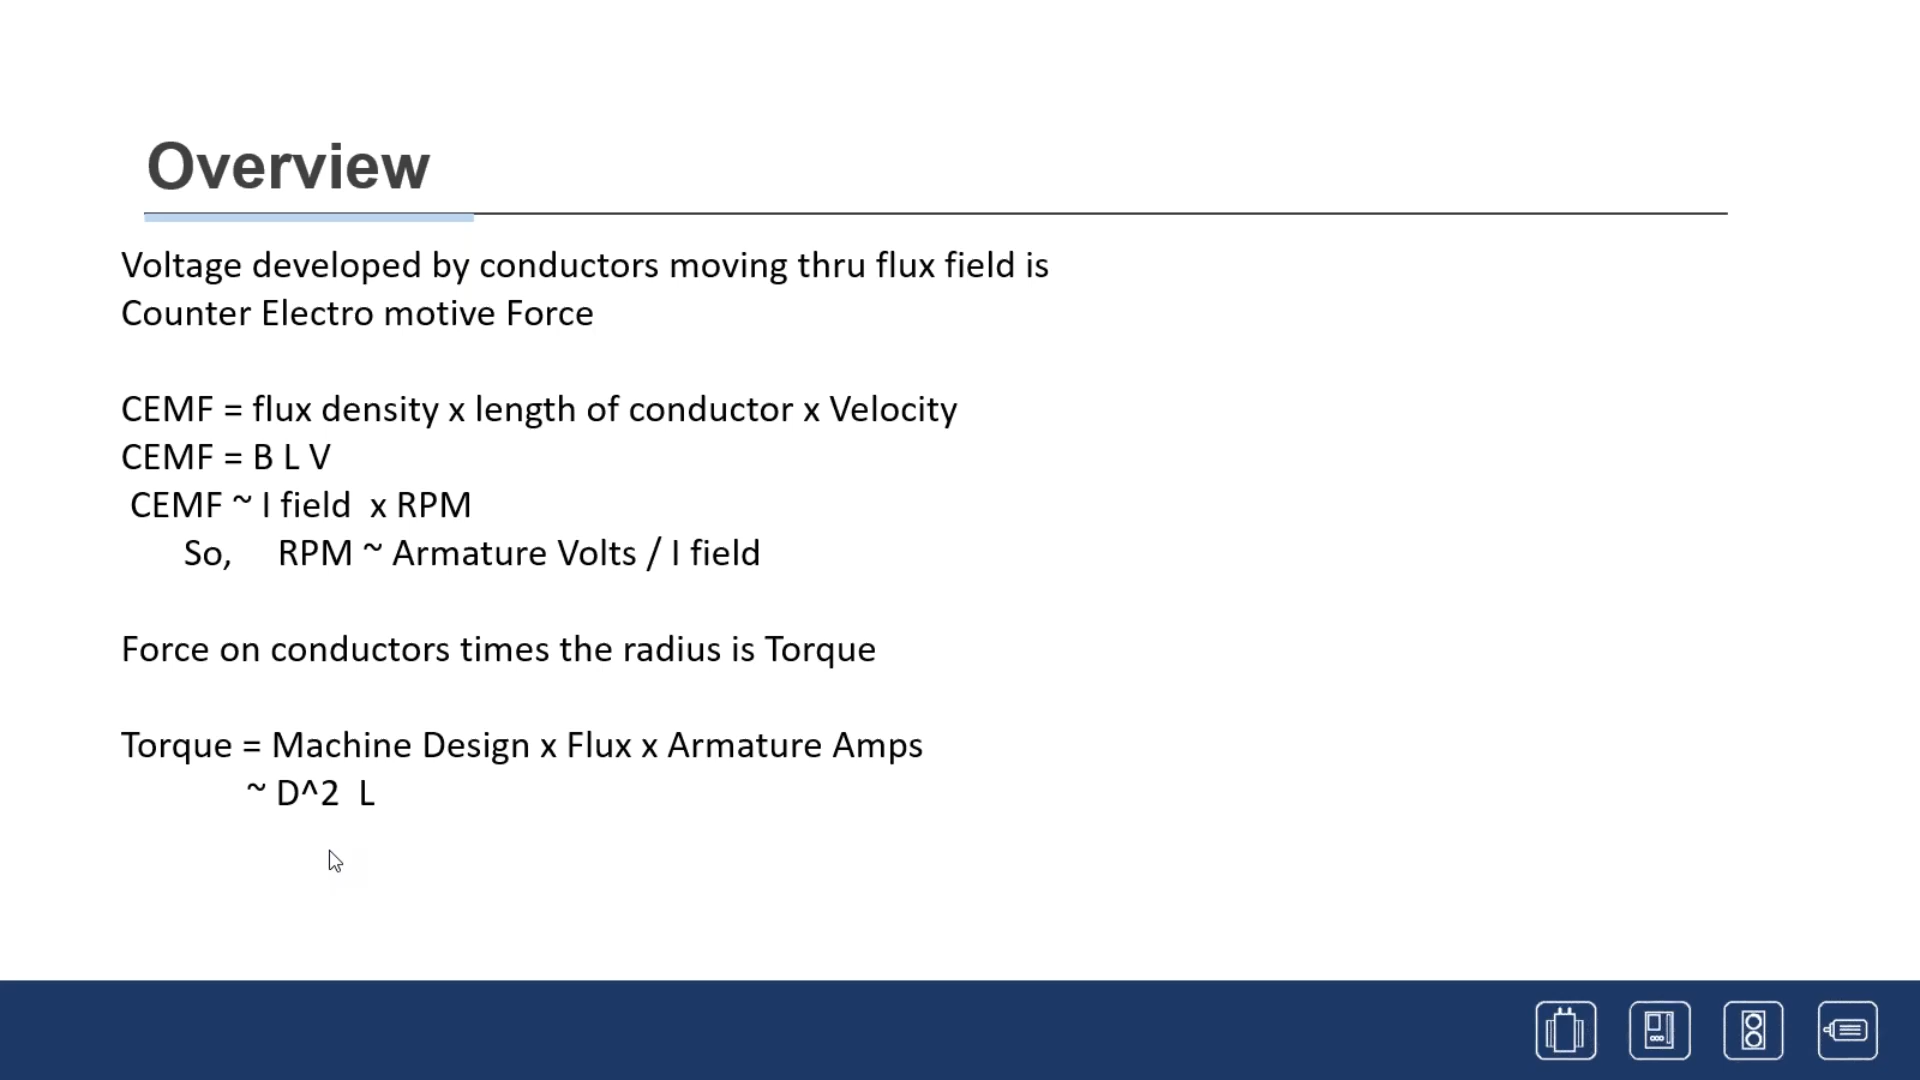 Overview
Voltage developed by conductors moving thru flux field is
Counter Electro motive Force
CEMF = flux density x length of conductor x Velocity
CEMF = B L V
CEMF ~ I field x RPM
So, RPM ~ Armature Volts / I field
Force on conductors times the radius is Torque
Torque = Machine Design x Flux x Armature Amps
~ D^2 L